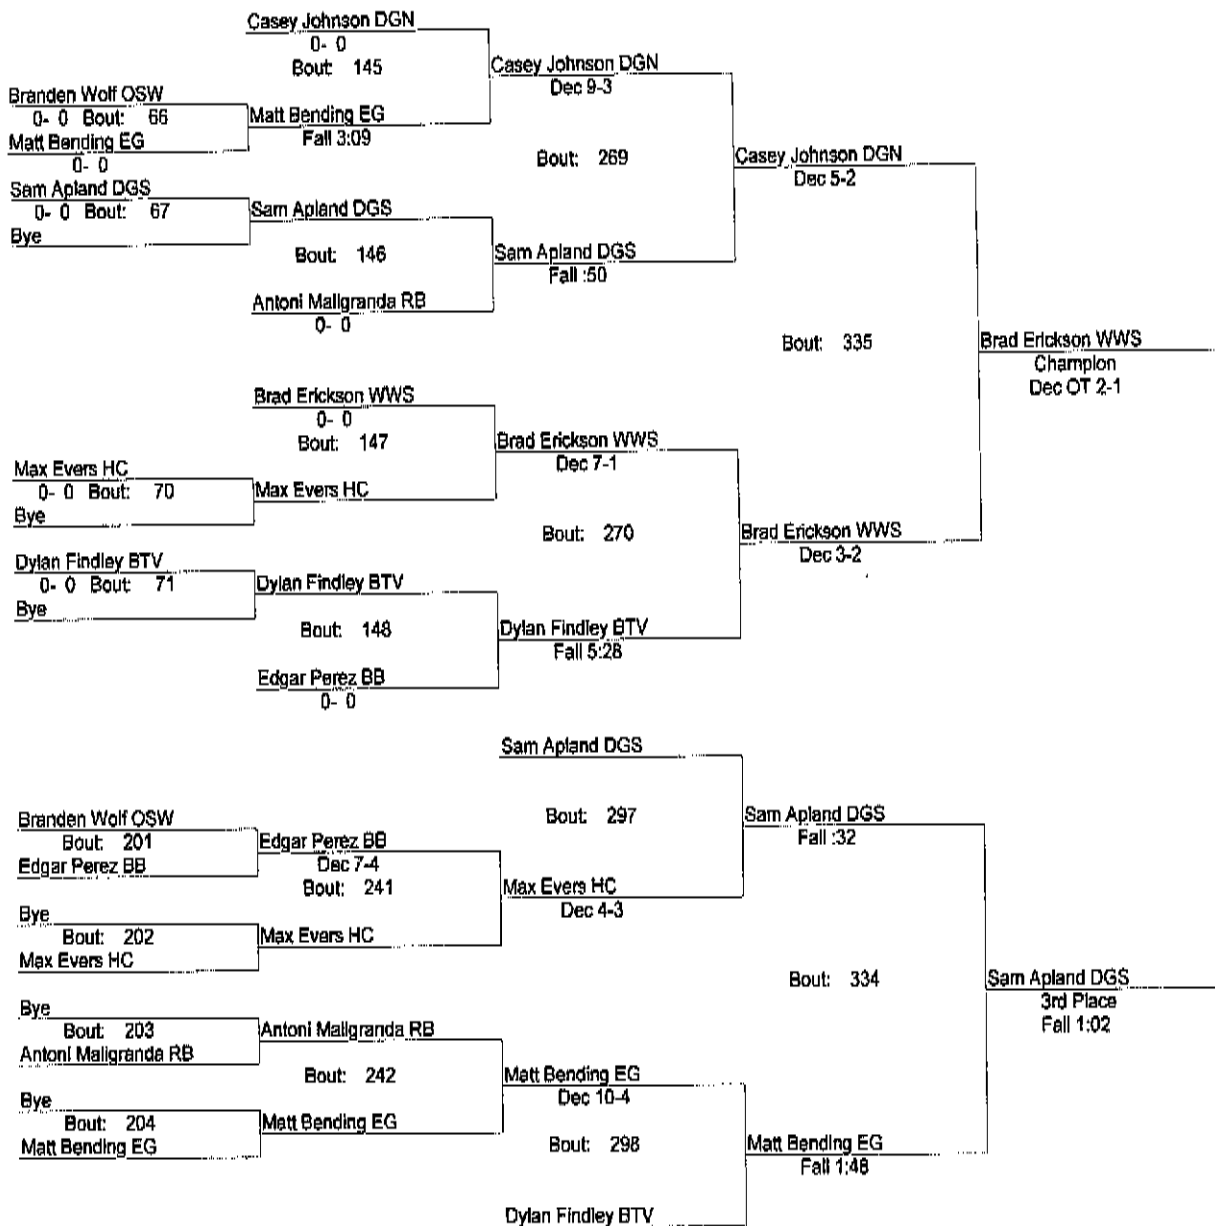 Casey Johnson DGN
0- 0
Bout: 145
Casey Johnson DGN
Dec 9-3
Branden Wolf OSW
0- 0 Bout: 66
Matt Bending EG
Fall 3:09
Matt Bending EG
0- 0
Bout: 269
Casey Johnson DGN
Dec 5-2
Sam Apland DGS
0- 0 Bout: 67
Sam Apland DGS
Bye
Bout: 146
Sam Apland DGS
Fall :50
Antoni Maligranda RB
0- 0
Bout: 335
Brad Erickson WWS
Champion
Dec OT 2-1
Brad Erickson WWS
0- 0
Bout: 147
Brad Erickson WWS
Dec 7-1
Max Evers HC
0- 0 Bout: 70
Max Evers HC
Bye
Bout: 270
Brad Erickson WWS
Dec 3-2
Dylan Findley BTV
0- 0 Bout: 71
Dylan Findley BTV
Bye
Bout: 148
Dylan Findley BTV
Fall 5:28
Edgar Perez BB
0- 0
Sam Apland DGS
Bout: 297
Sam Apland DGS
Fall :32
Branden Wolf OSW
Bout: 201
Edgar Perez BB
Dec 7-4
Edgar Perez BB
Bout: 241
Max Evers HC
Dec 4-3
Bye
Bout: 202
Max Evers HC
Max Evers HC
Bout: 334
Sam Apland DGS
3rd Place
Fall 1:02
Bye
Bout: 203
Antoni Maligranda RB
Antoni Maligranda RB
Bout: 242
Matt Bending EG
Dec 10-4
Bye
Bout: 204
Matt Bending EG
Matt Bending EG
Bout: 298
Matt Bending EG
Fall 1:48
Dylan Findley BTV